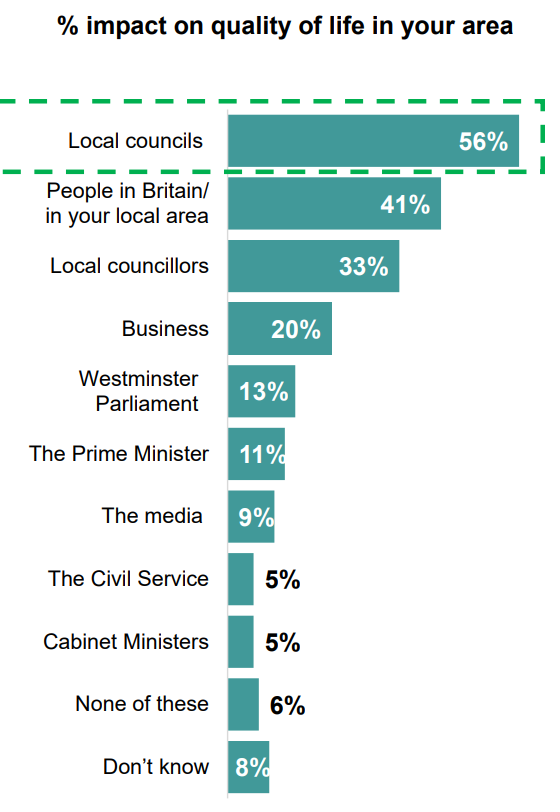 % impact on quality of life in your area
Local councils 56%
People in Britain/
in your local area 41%
Local councillors 33%
Business 20%
Westminster
Parliament 13%
The Prime Minister 11%
The media 9%
The Civil Service 5%
Cabinet Ministers 5%
None of these 6%
Don’t know 8%